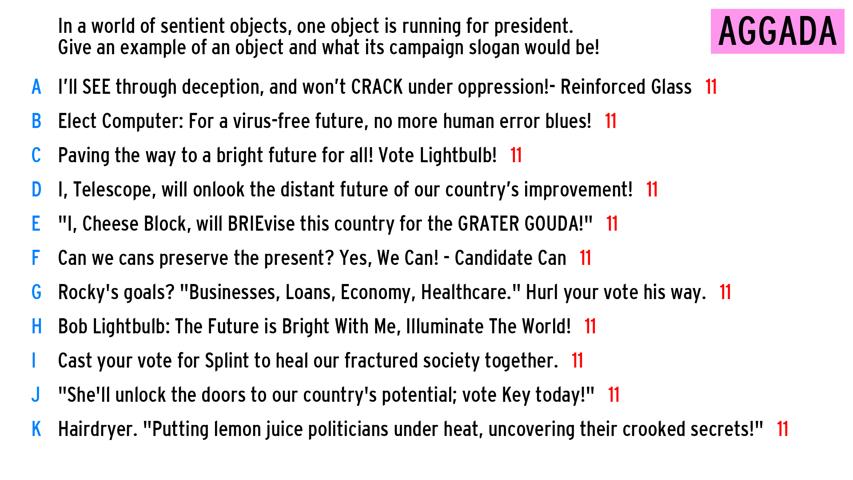 In a world of sentient objects, one object is running for president.
Give an example of an object and what its campaign slogan would be!
AGGADA
A I'll SEE through deception, and won't CRACK under oppression!- Reinforced Glass 11
B Elect Computer: For a virus-free future, no more human error blues! 11
C Paving the way to a bright future for all! Vote Lightbulb! 11
D I, Telescope, will onlook the distant future of our country's improvement! 11
E "I, Cheese Block, will BRIEvise this country for the GRATER GOUDA!" 11
F Can we cans preserve the present? Yes, We Can! - Candidate Can 11
G Rocky's goals? "Businesses, Loans, Economy, Healthcare." Hurl your vote his way. 11
H Bob Lightbulb: The Future is Bright With Me, Illuminate The World! 11
I Cast your vote for Splint to heal our fractured society together. 11
J "She'll unlock the doors to our country's potential; vote Key today!" 11
K Hairdryer. "Putting lemon juice politicians under heat, uncovering their crooked secrets!" 11